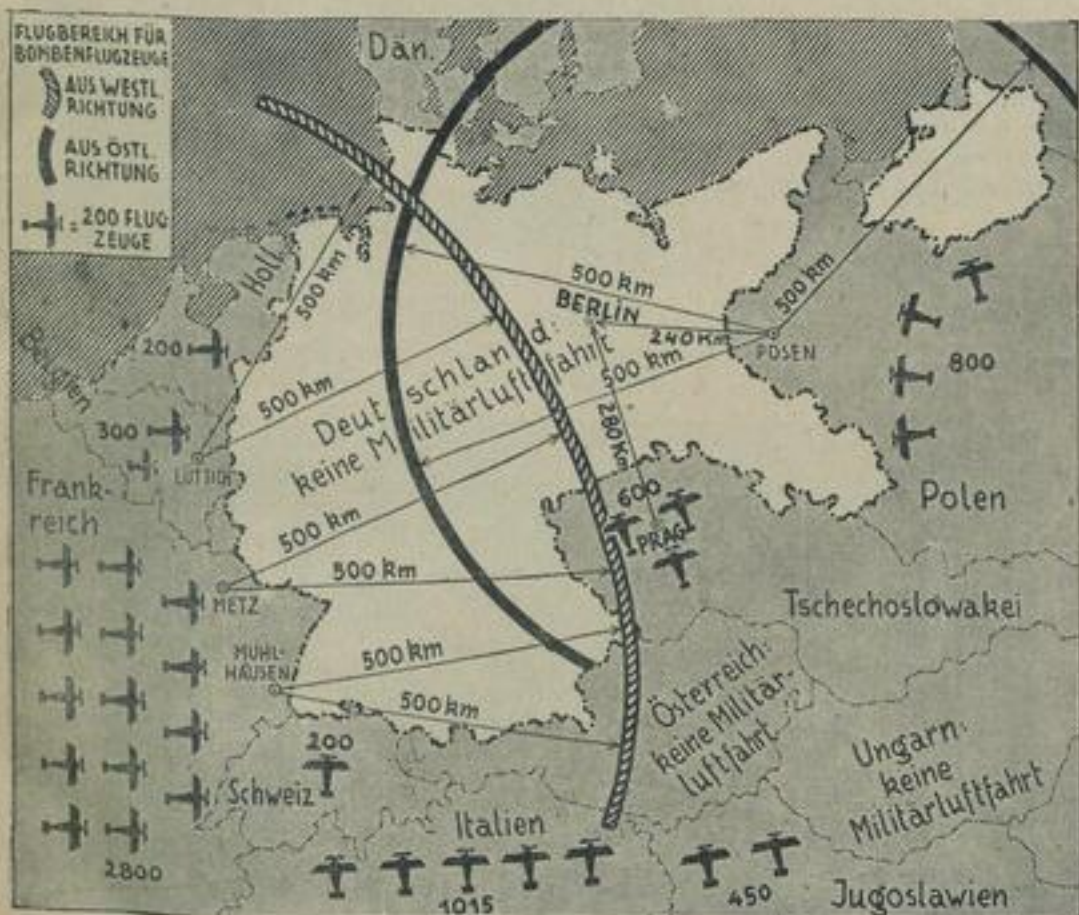 FLUGBEREICH FÜR
BOMBENFLUGZEUGE
AUS WESTL.
RICHTUNG
AUS ÖSTL.
RICHTUNG
= 200 FLUG
ZEUGE
Dän.
Holl.
500 km
500 km
500 km
BERLIN
240 Km
POSEN
500 km
800
Belgien
200
500 km
Deutschland:
keine Militärluftfahrt
280 Km
300
LÜTTICH
Frank-
reich
600
PRAG
Polen
500 km
500 km
METZ
Tschechoslowakei
MÜHL-
HAUSEN
500 km
500 km
Österreich:
keine Militär-
luftfahrt
Ungarn:
keine
Militärluftfahrt
200
Schweiz
Italien
2800
1015
450
Jugoslawien